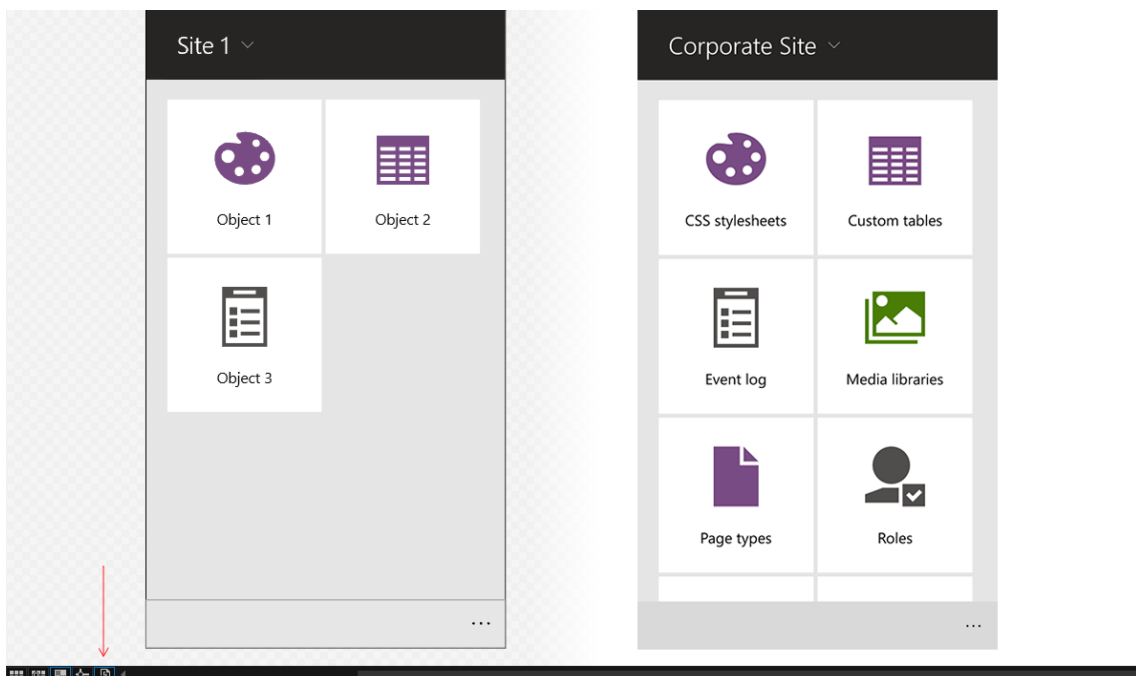 Site 1
Object 1
Object 2
Object 3
...
Corporate Site
CSS stylesheets
Custom tables
Event log
Media libraries
Page types
Roles
...